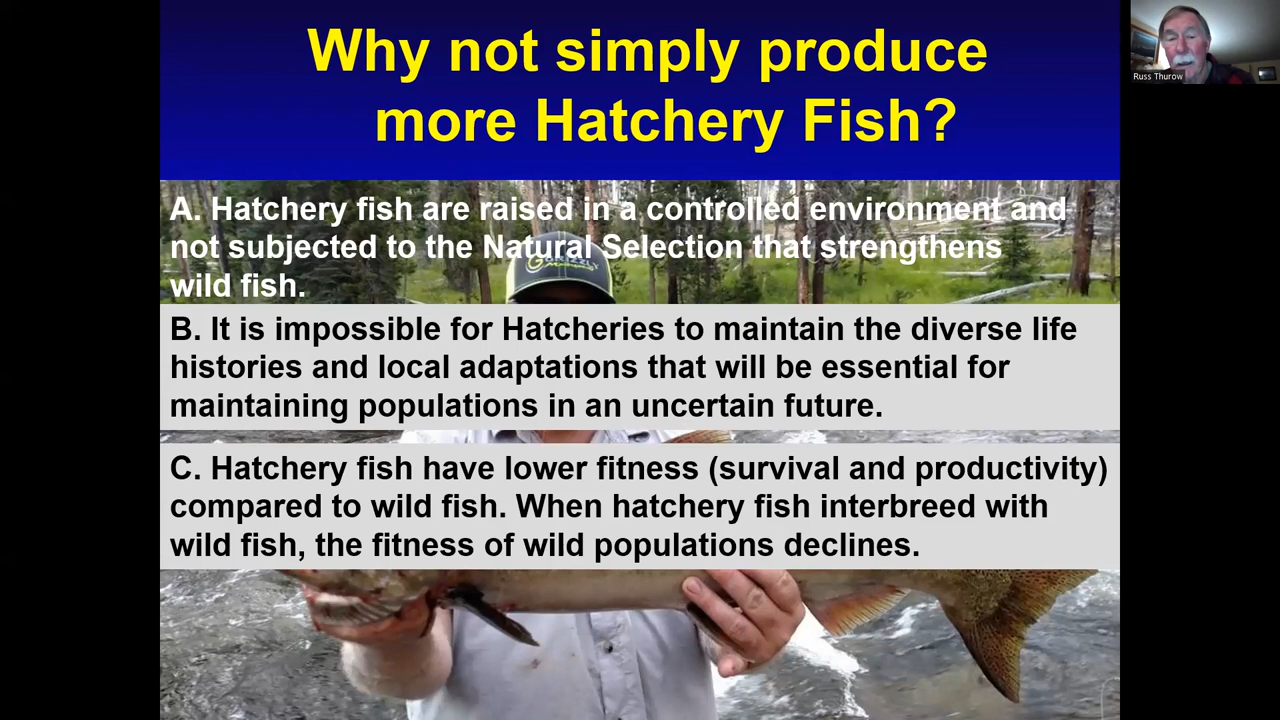 Why not simply produce
more Hatchery Fish?
Russ Thurow
A. Hatchery fish are raised in a controlled environment and
not subjected to the Natural Selection that strengthens
wild fish.
GRIZZLY
B. It is impossible for Hatcheries to maintain the diverse life
histories and local adaptations that will be essential for
maintaining populations in an uncertain future.
C. Hatchery fish have lower fitness (survival and productivity)
compared to wild fish. When hatchery fish interbreed with
wild fish, the fitness of wild populations declines.